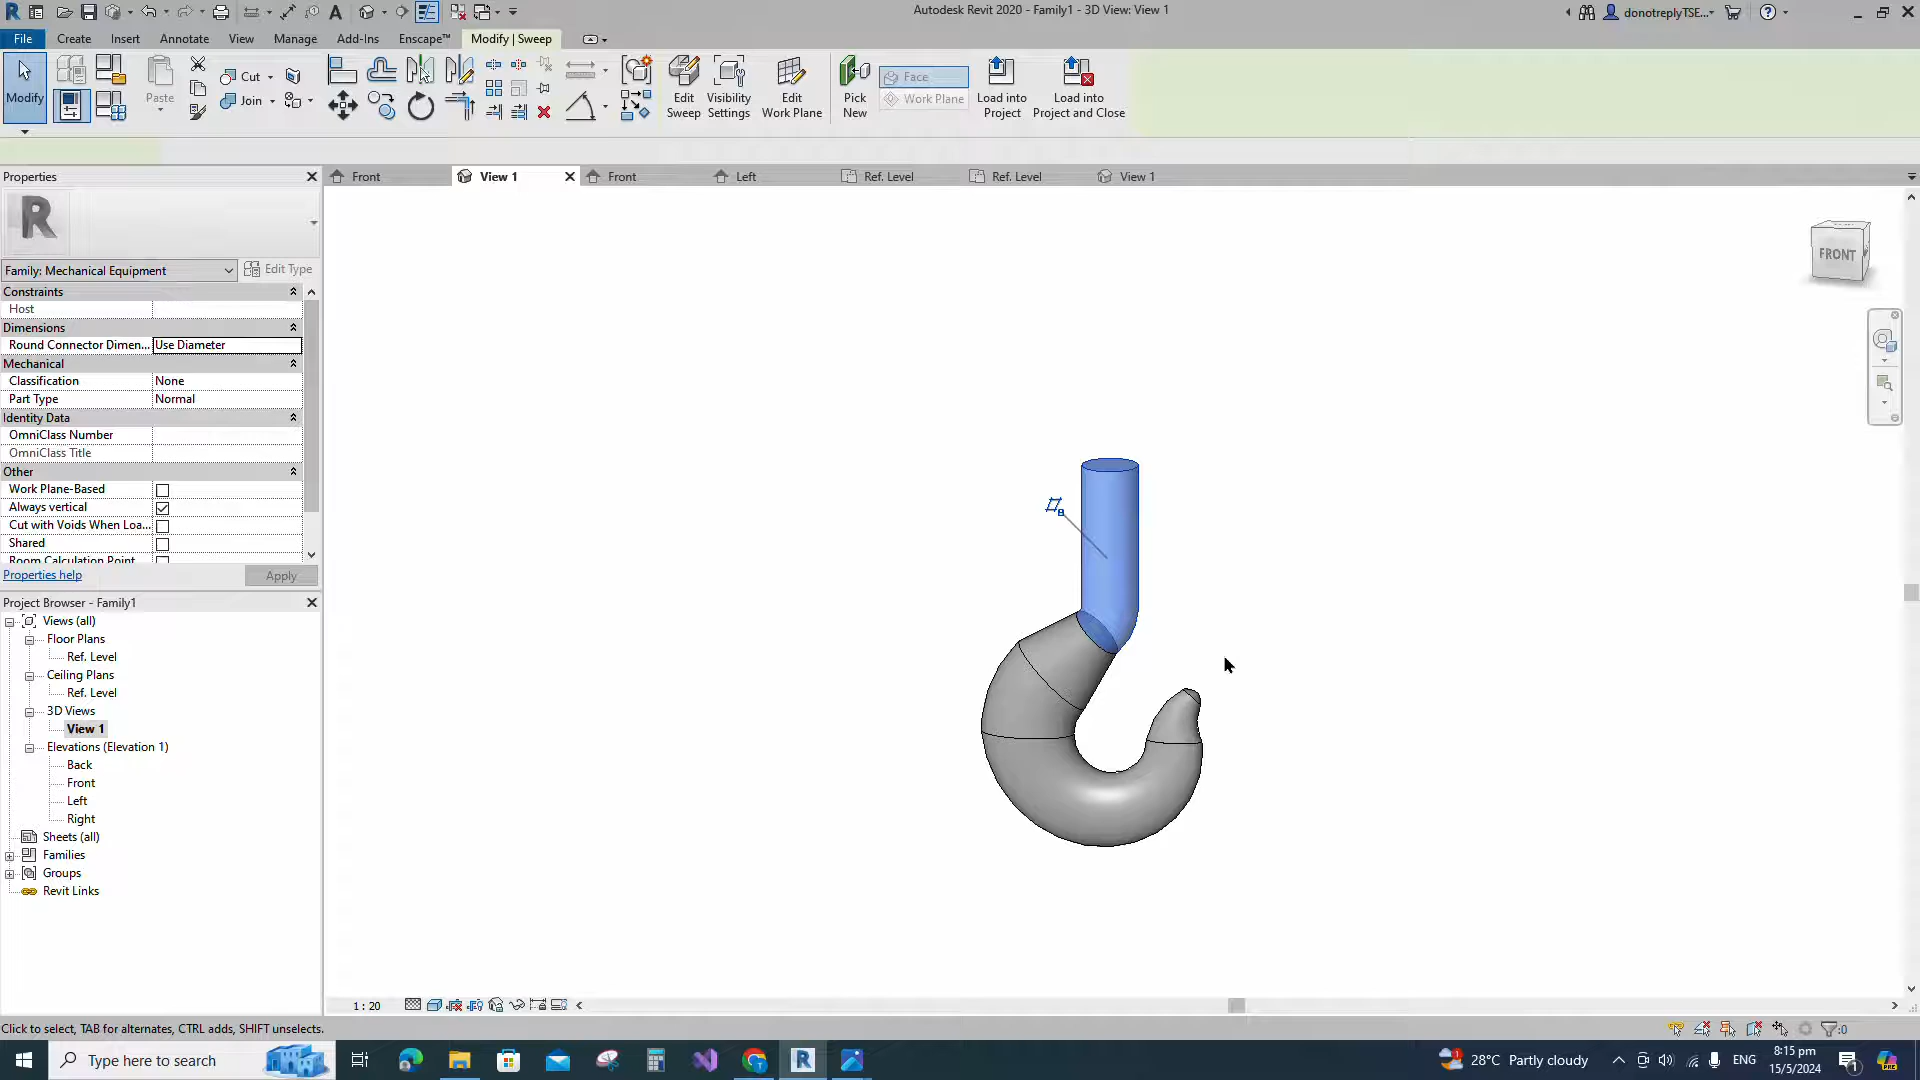 Autodesk Revit 2020 - Family1 - 3D View: View 1
donotreplyTSE...
File
Create
Insert
Annotate
View
Manage
Add-Ins
Enscape™
Modify | Sweep
Modify
Paste
Cut
Join
Edit
Sweep
Visibility
Settings
Edit
Work Plane
Pick
New
Face
Work Plane
Load into
Project
Load into
Project and Close
Properties
Front
View 1
Front
Left
Ref. Level
Ref. Level
View 1
Family: Mechanical Equipment
Edit Type
Constraints
Host
Dimensions
Round Connector Dimen... Use Diameter
Mechanical
Classification None
Part Type Normal
Identity Data
OmniClass Number
OmniClass Title
Other
Work Plane-Based
Always vertical
Cut with Voids When Loa...
Shared
Room Calculation Point
Properties help
Apply
Project Browser - Family1
Views (all)
Floor Plans
Ref. Level
Ceiling Plans
Ref. Level
3D Views
View 1
Elevations (Elevation 1)
Back
Front
Left
Right
Sheets (all)
Families
Groups
Revit Links
FRONT
1 : 20
Click to select, TAB for alternates, CTRL adds, SHIFT unselects.
:0
Type here to search
28°C Partly cloudy
ENG
8:15 pm
15/5/2024
1